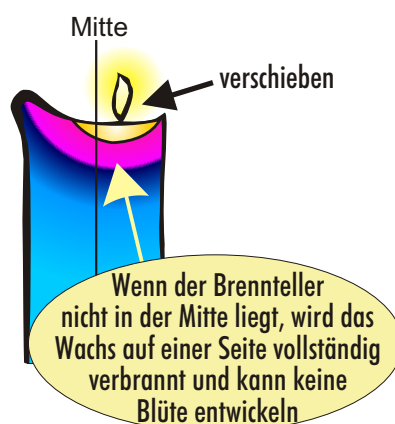 Mitte
verschieben
Wenn der Brennteller
nicht in der Mitte liegt, wird das
Wachs auf einer Seite vollständig
verbrannt und kann keine
Blüte entwickeln